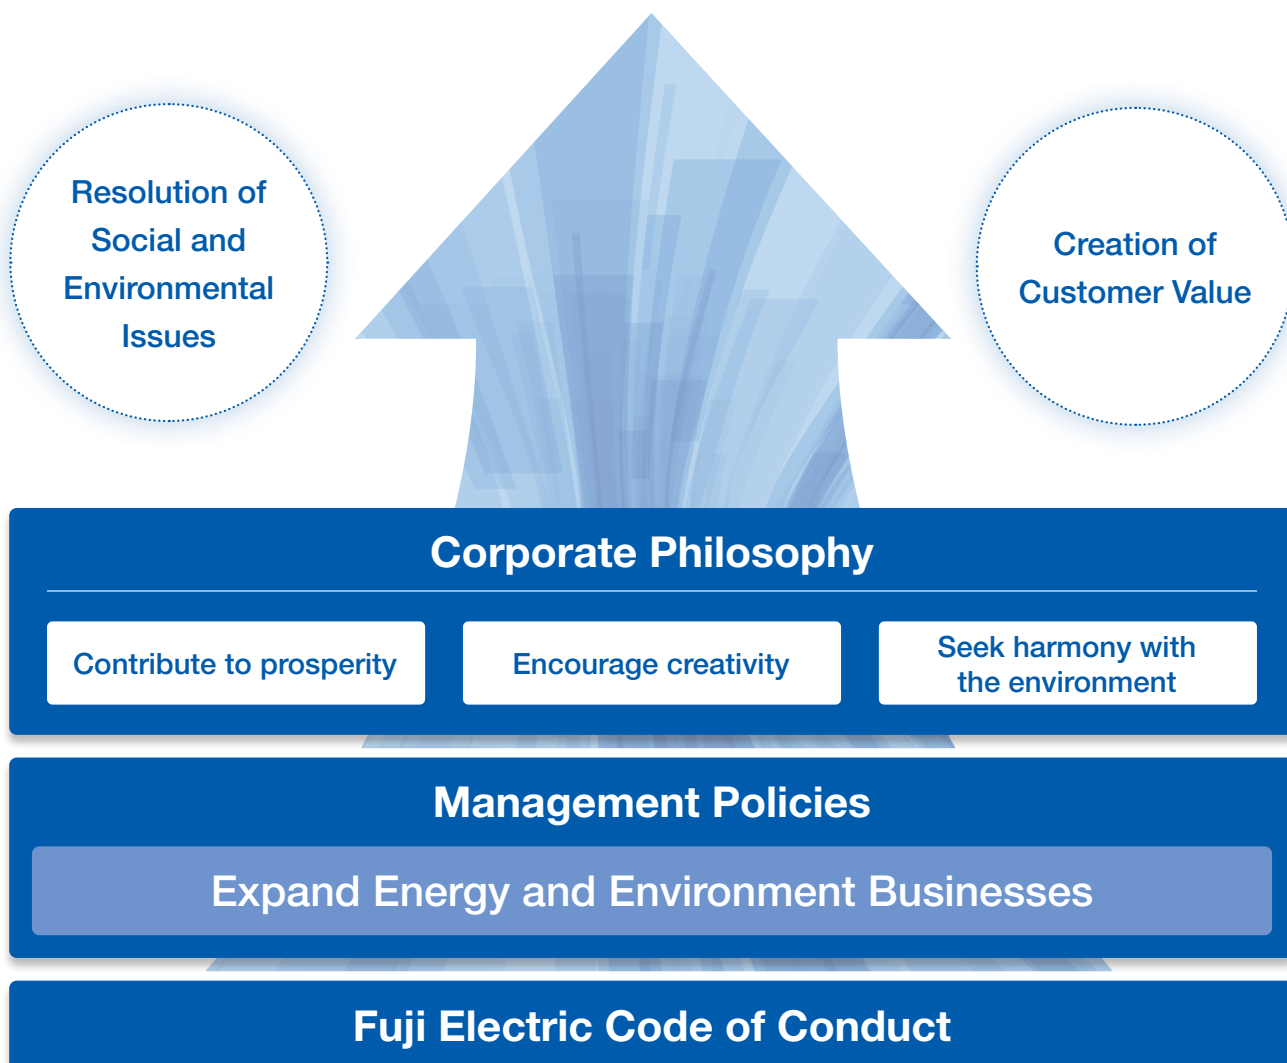 Resolution of
Social and
Environmental
Issues
Creation of
Customer Value
Corporate Philosophy
Contribute to prosperity
Encourage creativity
Seek harmony with
the environment
Management Policies
Expand Energy and Environment Businesses
Fuji Electric Code of Conduct